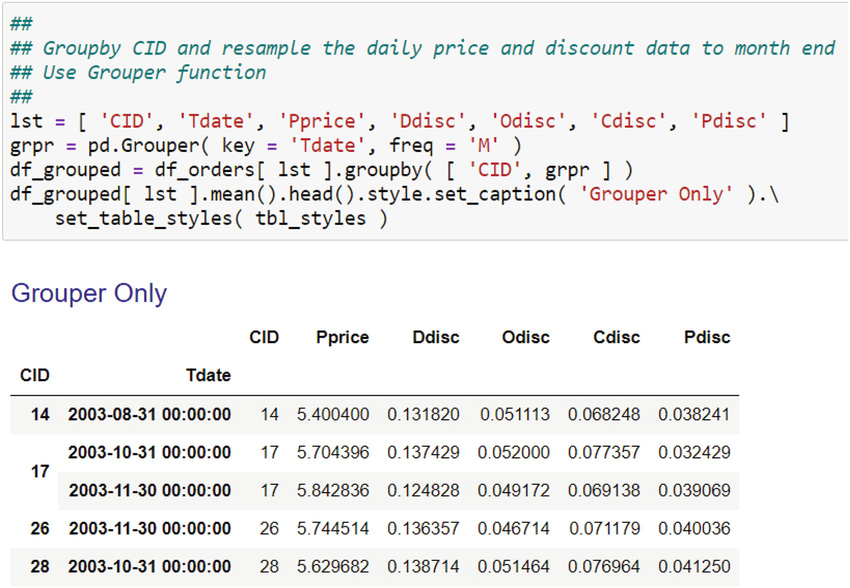 ##
## Groupby CID and resample the daily price and discount data to month end
## Use Grouper function
##
lst = [ 'CID', 'Tdate', 'Pprice', 'Ddisc', 'Odisc', 'Cdisc', 'Pdisc' ]
grpr = pd.Grouper( key = 'Tdate', freq = 'M' )
df_grouped = df_orders[ lst ].groupby( [ 'CID', grpr ] )
df_grouped[ lst ].mean().head().style.set_caption( 'Grouper Only' ).\
    set_table_styles( tbl_styles )
Grouper Only
CID Pprice Ddisc Odisc Cdisc Pdisc
CID Tdate
14 2003-08-31 00:00:00 14 5.400400 0.131820 0.051113 0.068248 0.038241
2003-10-31 00:00:00 17 5.704396 0.137429 0.052000 0.077357 0.032429
17
2003-11-30 00:00:00 17 5.842836 0.124828 0.049172 0.069138 0.039069
26 2003-11-30 00:00:00 26 5.744514 0.136357 0.046714 0.071179 0.040036
28 2003-10-31 00:00:00 28 5.629682 0.138714 0.051464 0.076964 0.041250